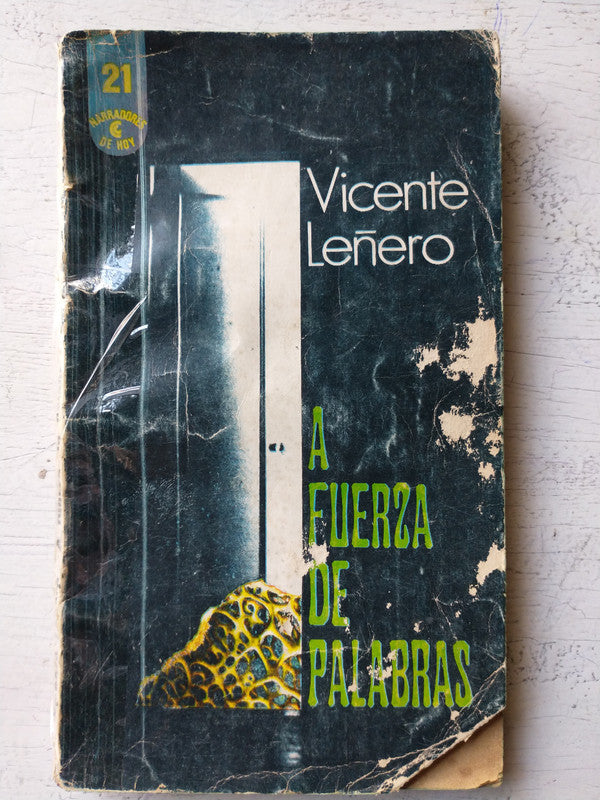 21
NARRADORES
DE HOY
Vicente
Leñero
A
FUERZA
DE
PALABRAS